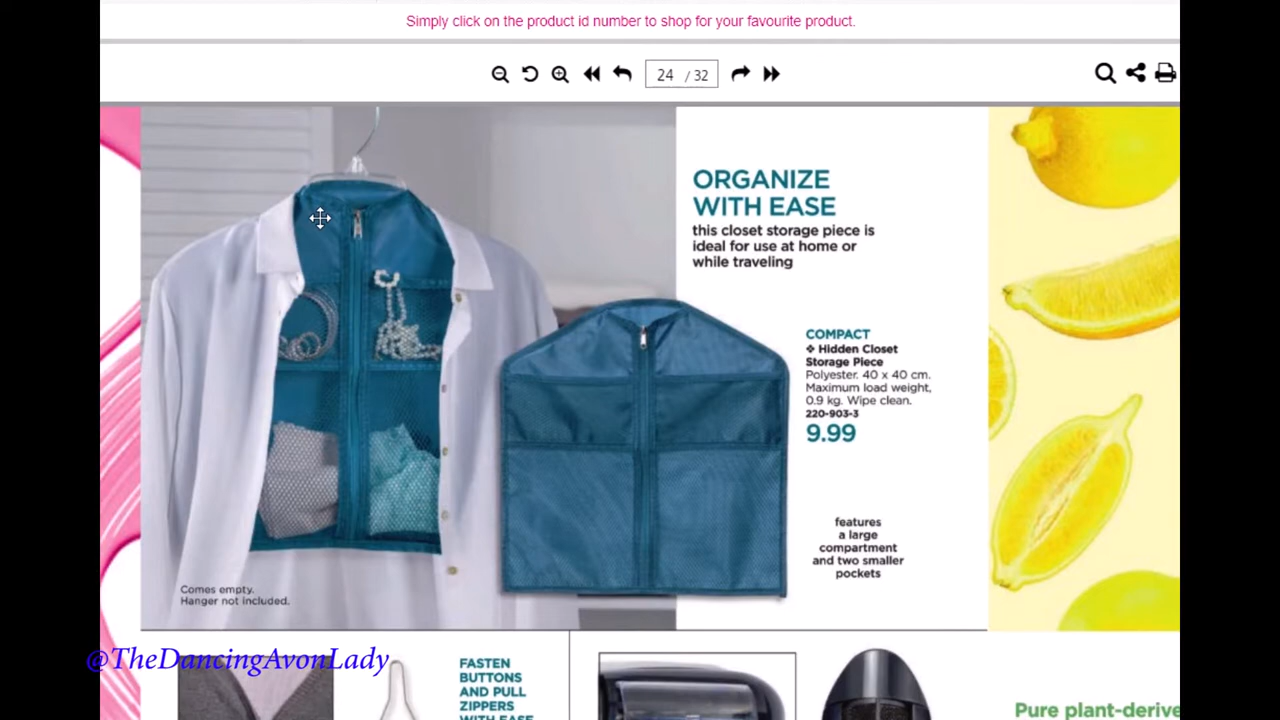 Simply click on the product id number to shop for your favourite product.
24 / 32
ORGANIZE
WITH EASE
this closet storage piece is
ideal for use at home or
while traveling
COMPACT
❖ Hidden Closet
Storage Piece
Polyester. 40 x 40 cm.
Maximum load weight,
0.9 kg. Wipe clean.
220-903-3
9.99
features
a large
compartment
and two smaller
pockets
Comes empty.
Hanger not included.
@TheDancingAvonLady
FASTEN
BUTTONS
AND PULL
ZIPPERS
WITH EASE
Pure plant-derive